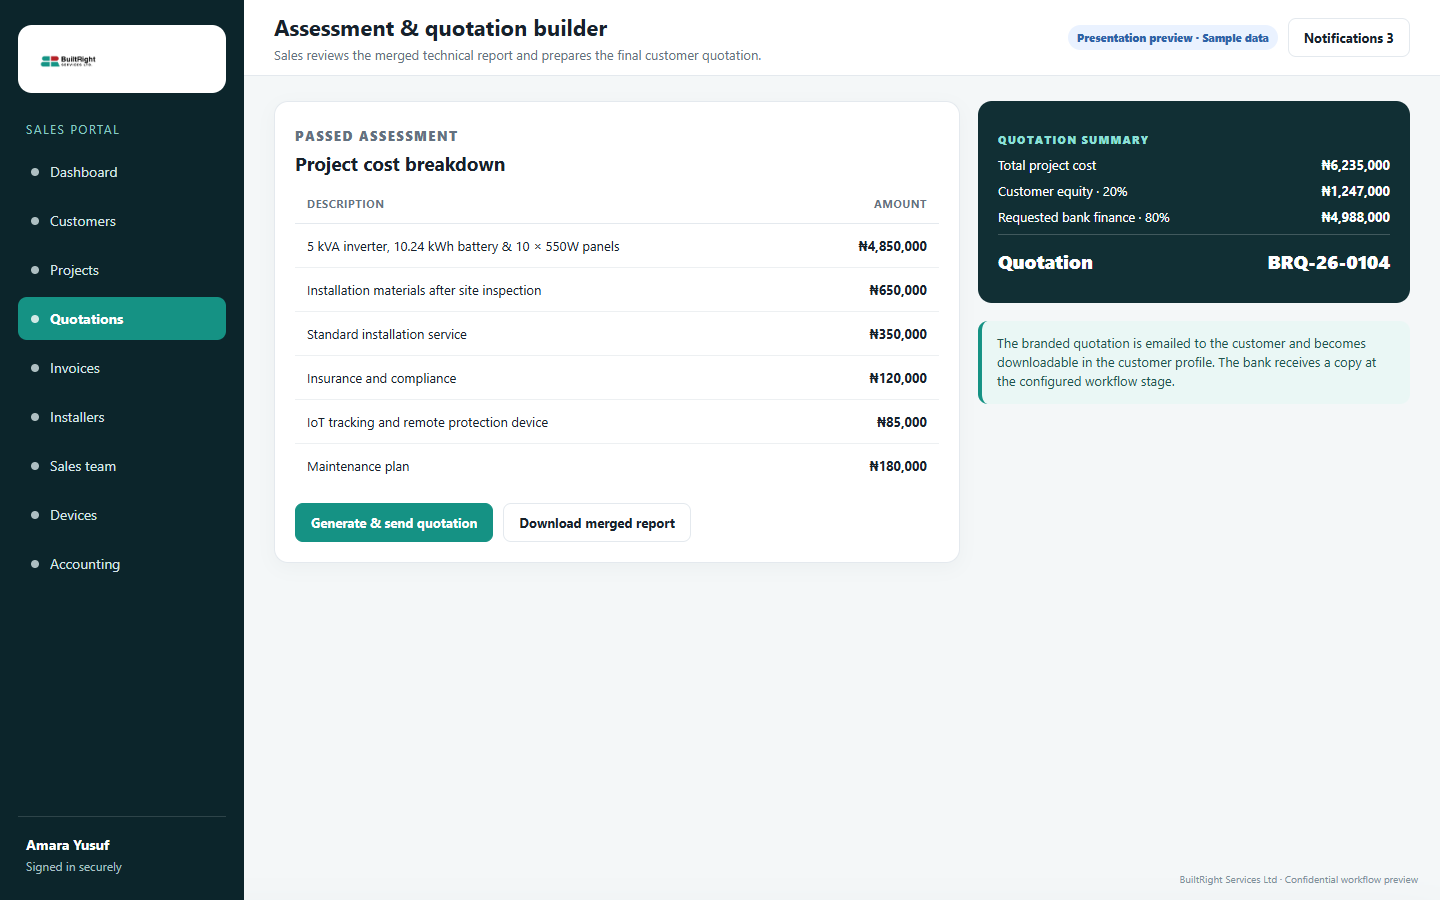 BuiltRight
SERVICES LTD
SALES PORTAL
Dashboard
Customers
Projects
Quotations
Invoices
Installers
Sales team
Devices
Accounting
Amara Yusuf
Signed in securely
Assessment & quotation builder
Sales reviews the merged technical report and prepares the final customer quotation.
Presentation preview · Sample data
Notifications 3
PASSED ASSESSMENT
Project cost breakdown
DESCRIPTION AMOUNT
5 kVA inverter, 10.24 kWh battery & 10 × 550W panels ₦4,850,000
Installation materials after site inspection ₦650,000
Standard installation service ₦350,000
Insurance and compliance ₦120,000
IoT tracking and remote protection device ₦85,000
Maintenance plan ₦180,000
Generate & send quotation
Download merged report
QUOTATION SUMMARY
Total project cost ₦6,235,000
Customer equity · 20% ₦1,247,000
Requested bank finance · 80% ₦4,988,000
Quotation BRQ-26-0104
The branded quotation is emailed to the customer and becomes
downloadable in the customer profile. The bank receives a copy at
the configured workflow stage.
BuiltRight Services Ltd · Confidential workflow preview